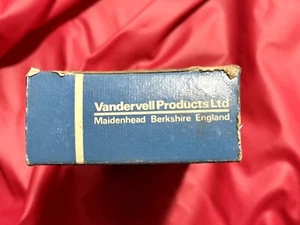 Vandervell Products Ltd
Maidenhead Berkshire England